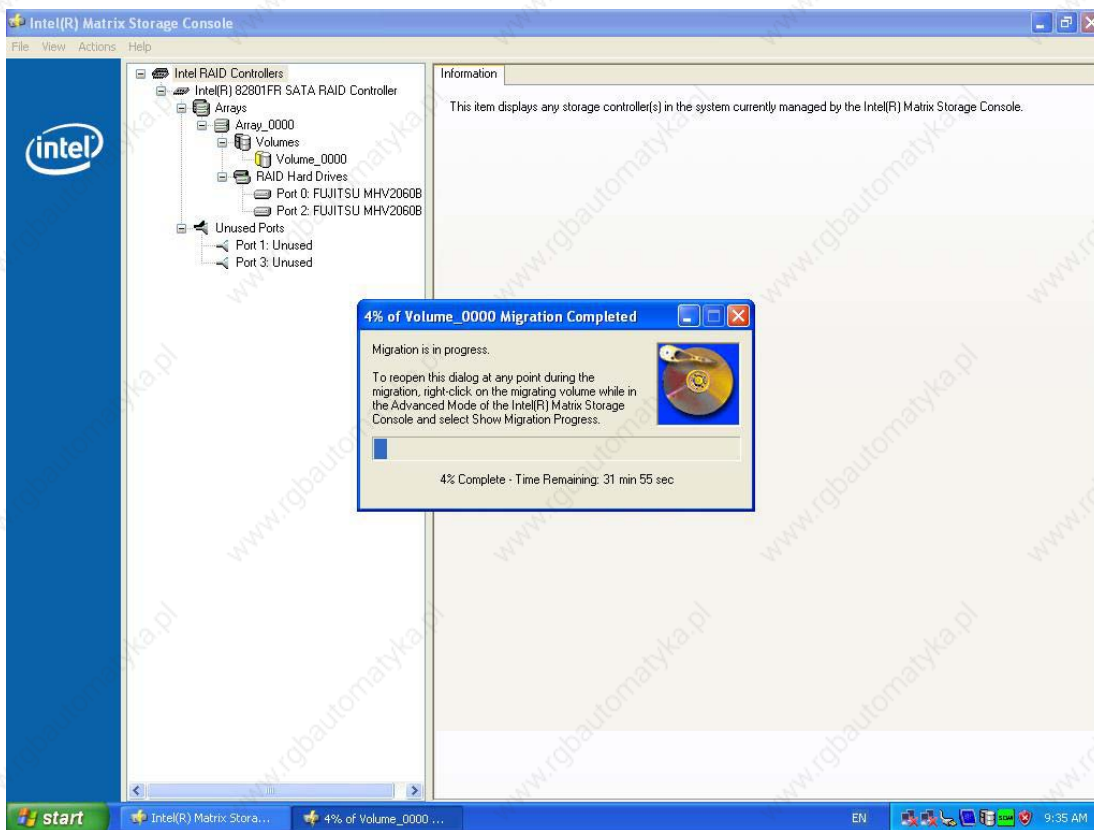 Intel(R) Matrix Storage Console
File View Actions Help
intel
Intel RAID Controllers
Intel(R) 82801FR SATA RAID Controller
Arrays
Array_0000
Volumes
Volume_0000
RAID Hard Drives
Port 0: FUJITSU MHV2060B
Port 2: FUJITSU MHV2060B
Unused Ports
Port 1: Unused
Port 3: Unused
Information
This item displays any storage controller(s) in the system currently managed by the Intel(R) Matrix Storage Console.
4% of Volume_0000 Migration Completed
Migration is in progress.
To reopen this dialog at any point during the
migration, right-click on the migrating volume while in
the Advanced Mode of the Intel(R) Matrix Storage
Console and select Show Migration Progress.
4% Complete - Time Remaining: 31 min 55 sec
start
Intel(R) Matrix Stora...
4% of Volume_0000 ...
EN
9:35 AM
www.rgbautomatyka.pl